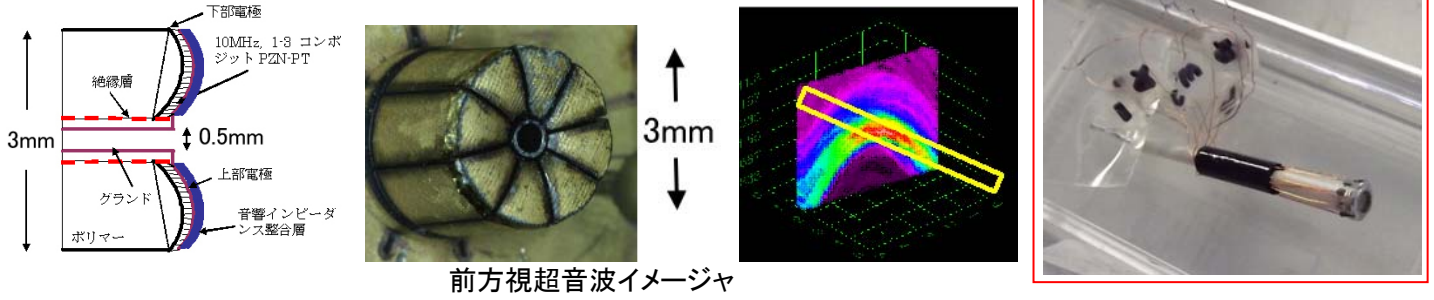 下部電極
10MHz, 1-3 コンポ
ジット PZN-PT
絶縁層
3mm
0.5mm
上部電極
グランド
音響インピーダ
ンス整合層
ポリマー
3mm
前方視超音波イメージャ